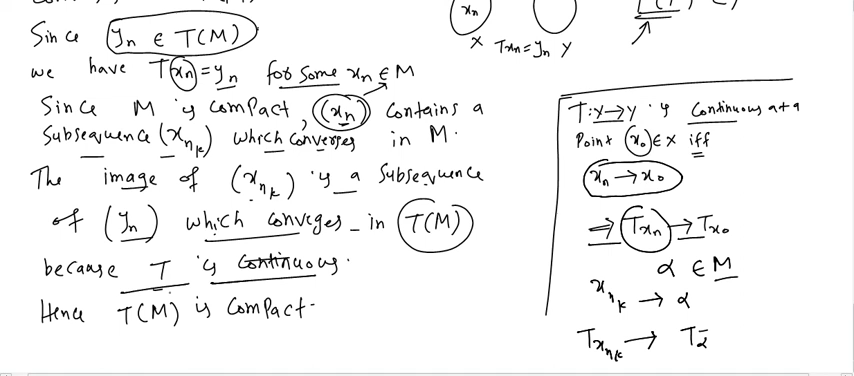 Since yn ∈ T(M)
we have Txn = yn for some xn ∈ M
Since M is compact, (xn) contains a
Subsequence (xnk) which converges in M.
The image of (xnk) is a Subsequence
of (yn) which conveges in T(M)
because T is continuous.
Hence T(M) is compact.
xn
X Txn = yn Y
T: X → Y is Continuous at a
Point x0 ∈ X iff
xn → x0
⇒ Txn → Tx0
α ∈ M
xnk → α
Txnk → Tα